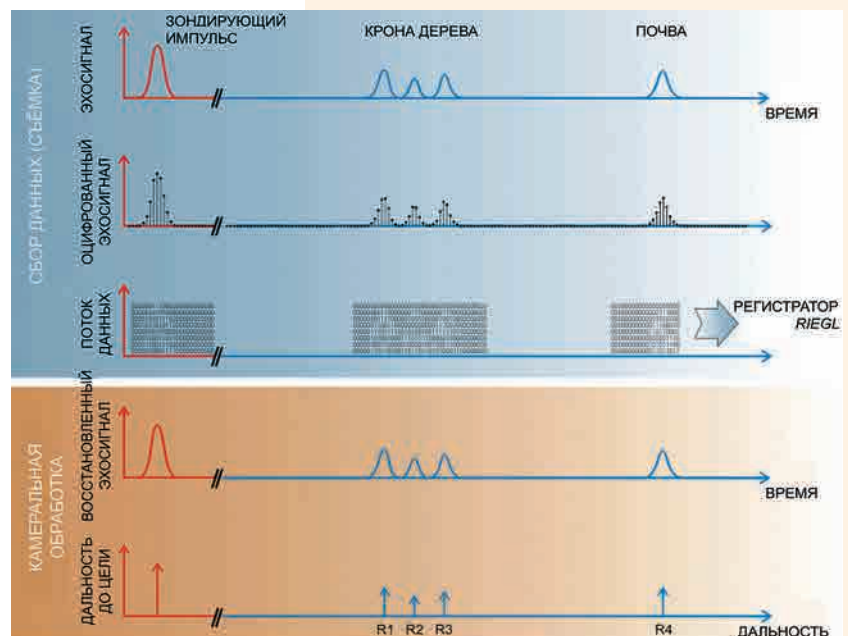 ЗОНДИРУЮЩИЙ
ИМПУЛЬС
КРОНА ДЕРЕВА
ПОЧВА
ЭХОСИГНАЛ
ВРЕМЯ
СБОР ДАННЫХ (СЪЁМКА)
ОЦИФРОВАННЫЙ
ЭХОСИГНАЛ
ПОТОК
ДАННЫХ
РЕГИСТРАТОР
RIEGL
КАМЕРАЛЬНАЯ
ОБРАБОТКА
ВОССТАНОВЛЕННЫЙ
ЭХОСИГНАЛ
ВРЕМЯ
ДАЛЬНОСТЬ
ДО ЦЕЛИ
R1 R2 R3 R4
ДАЛЬНОСТЬ